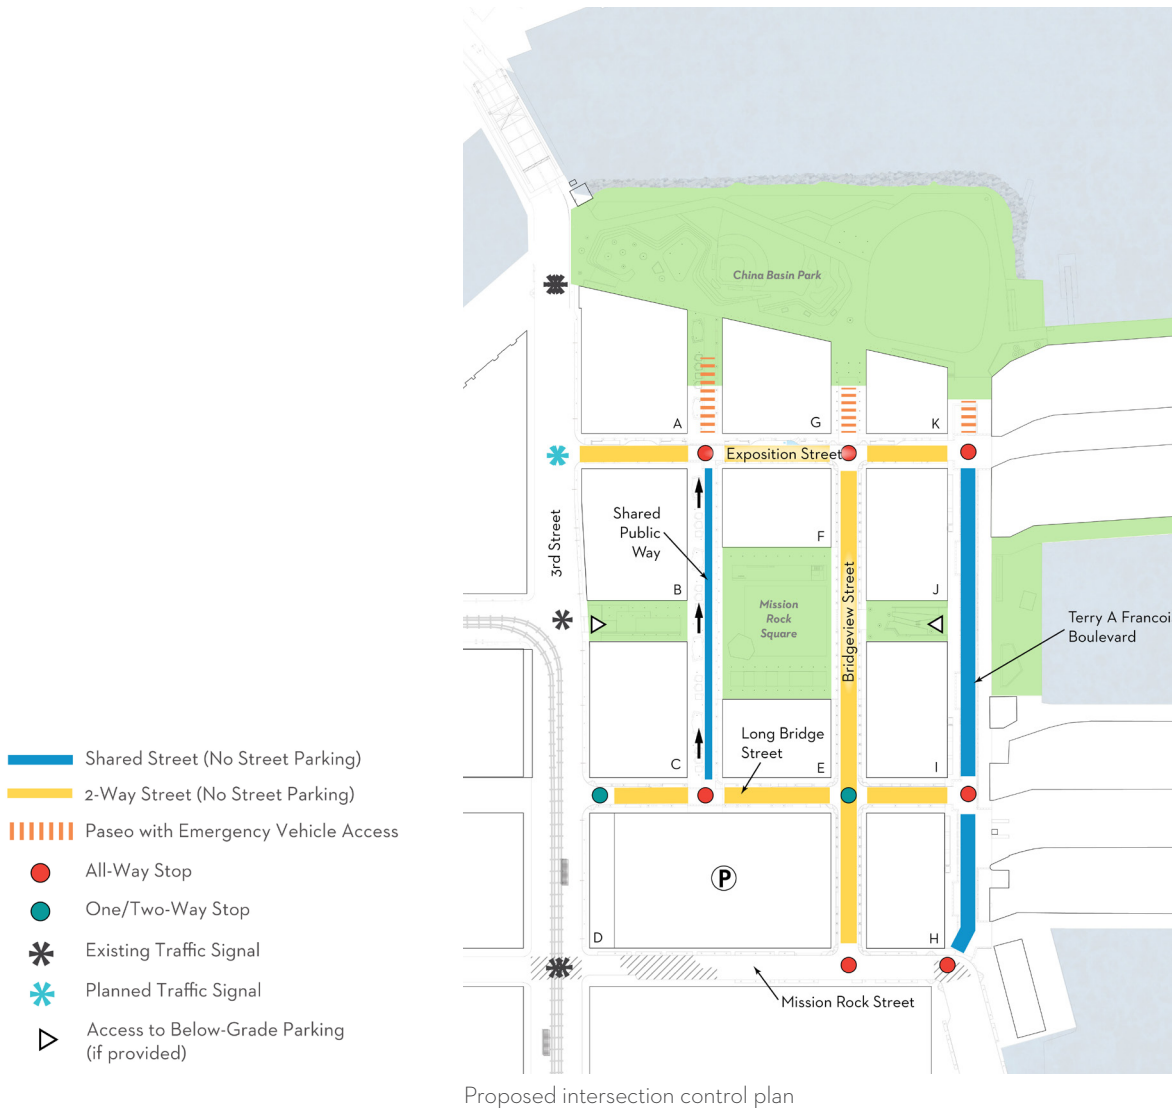 China Basin Park
A
G
K
Exposition Street
3rd Street
Shared
Public
Way
F
B
J
Mission
Rock
Square
Bridgeview Street
Terry A Francoi
Boulevard
Long Bridge
Street
C
E
I
P
D
H
Mission Rock Street
Shared Street (No Street Parking)
2-Way Street (No Street Parking)
Paseo with Emergency Vehicle Access
All-Way Stop
One/Two-Way Stop
Existing Traffic Signal
Planned Traffic Signal
Access to Below-Grade Parking
(if provided)
Proposed intersection control plan